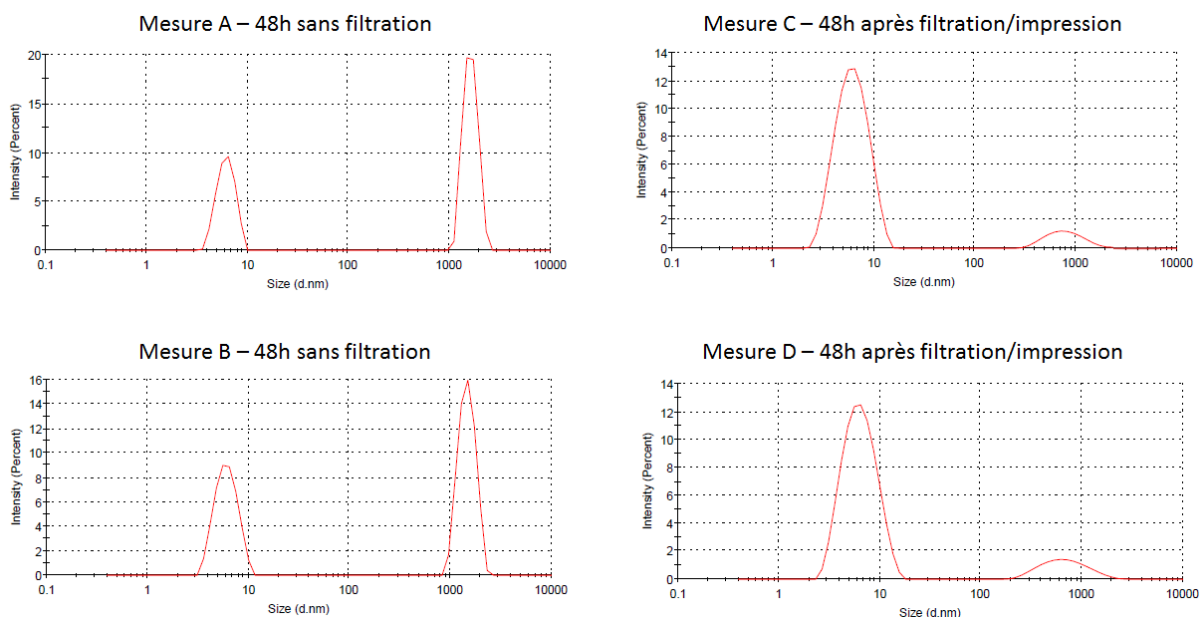 Mesure A – 48h sans filtration
Intensity (Percent)
20
15
10
5
0
0.1 1 10 100 1000 10000
Size (d.nm)
Mesure C – 48h après filtration/impression
Intensity (Percent)
14
12
10
8
6
4
2
0
0.1 1 10 100 1000 10000
Size (d.nm)
Mesure B – 48h sans filtration
Intensity (Percent)
16
14
12
10
8
6
4
2
0
0.1 1 10 100 1000 10000
Size (d.nm)
Mesure D – 48h après filtration/impression
Intensity (Percent)
14
12
10
8
6
4
2
0
0.1 1 10 100 1000 10000
Size (d.nm)